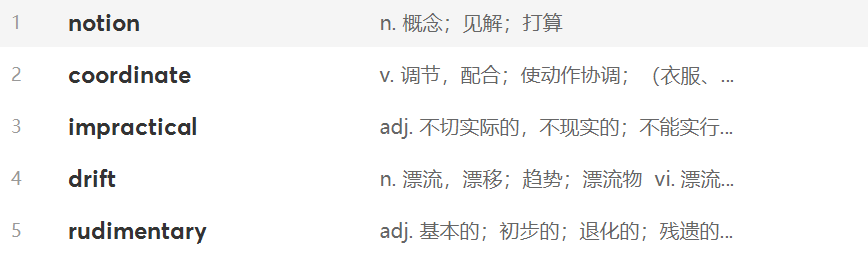 1 notion n. 概念；见解；打算
2 coordinate v. 调节，配合；使动作协调；（衣服、...
3 impractical adj. 不切实际的，不现实的；不能实行...
4 drift n. 漂流，漂移；趋势；漂流物 vi. 漂流...
5 rudimentary adj. 基本的；初步的；退化的；残遗的...